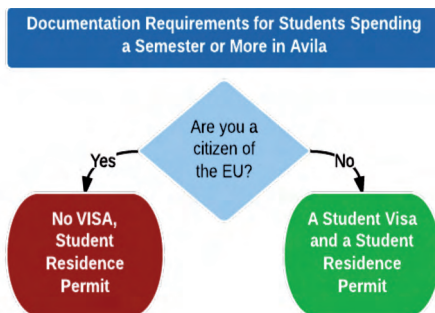 Documentation Requirements for Students Spending
a Semester or More in Avila
Are you a
citizen of
the EU?
Yes
No
No VISA,
Student
Residence
Permit
A Student Visa
and a Student
Residence
Permit